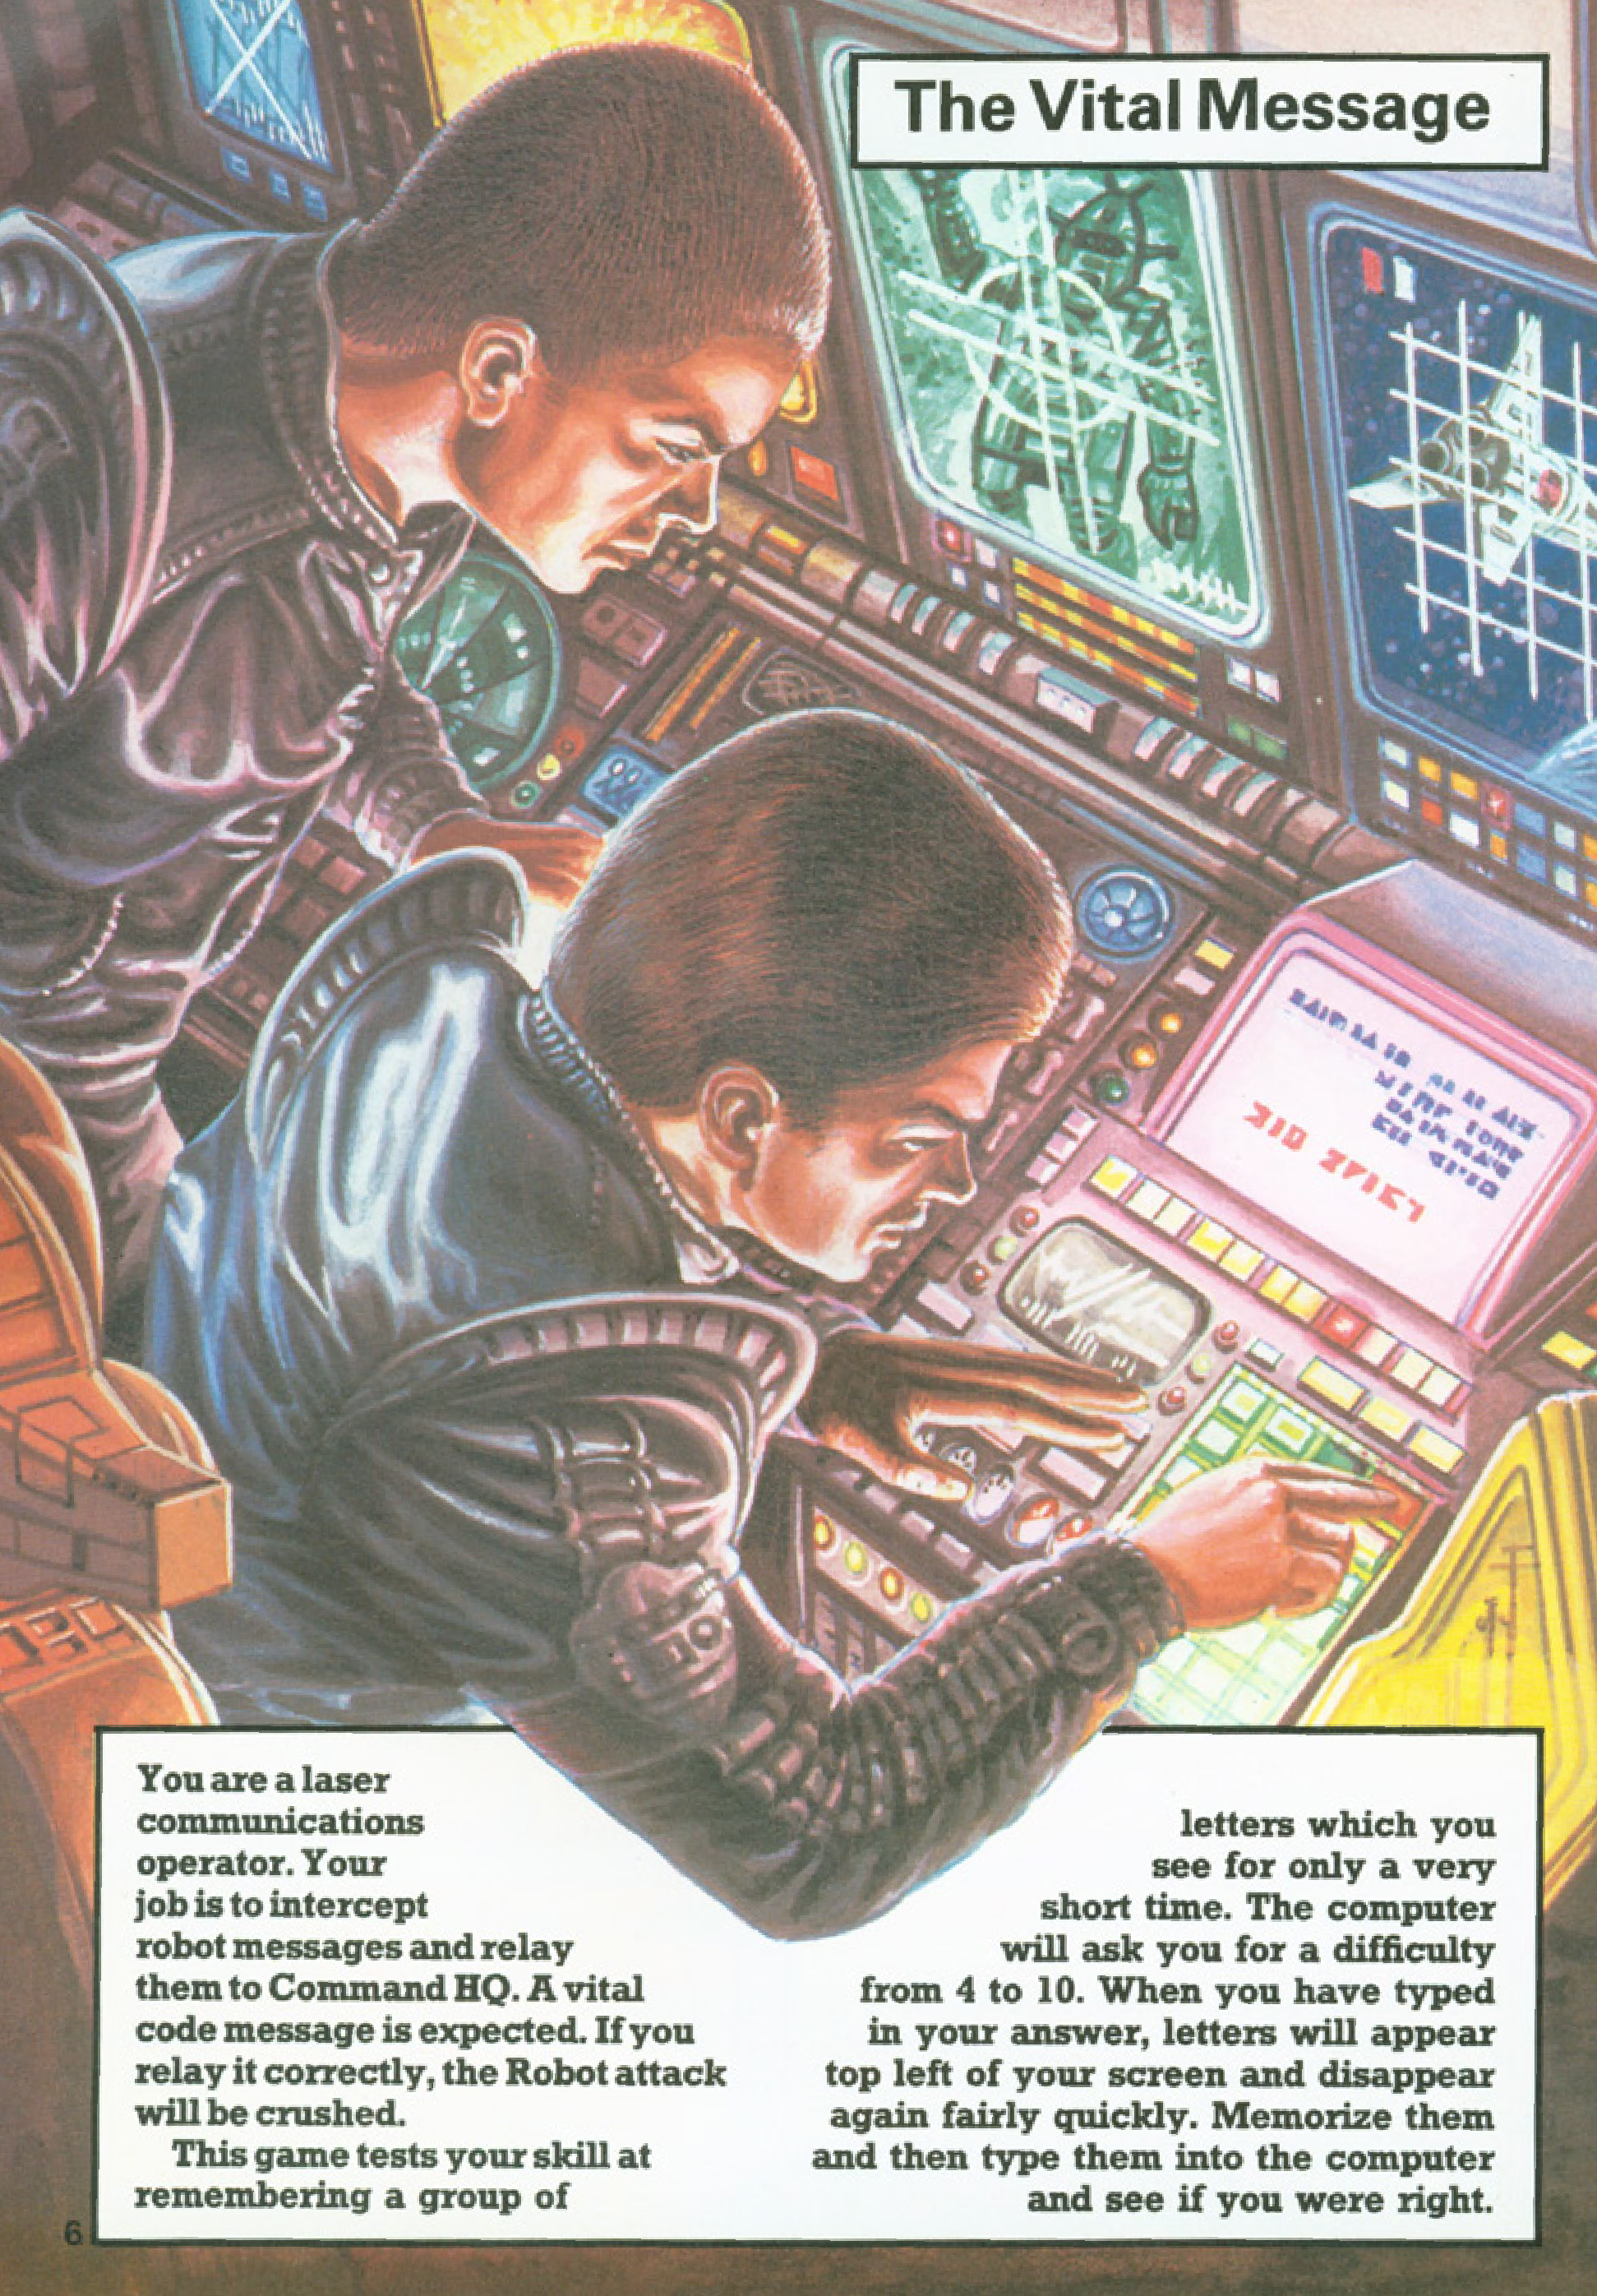 The Vital Message
You are a laser
communications
operator. Your
job is to intercept
robot messages and relay
them to Command HQ. A vital
code message is expected. If you
relay it correctly, the Robot attack
will be crushed.
This game tests your skill at
remembering a group of
letters which you
see for only a very
short time. The computer
will ask you for a difficulty
from 4 to 10. When you have typed
in your answer, letters will appear
top left of your screen and disappear
again fairly quickly. Memorize them
and then type them into the computer
and see if you were right.
6